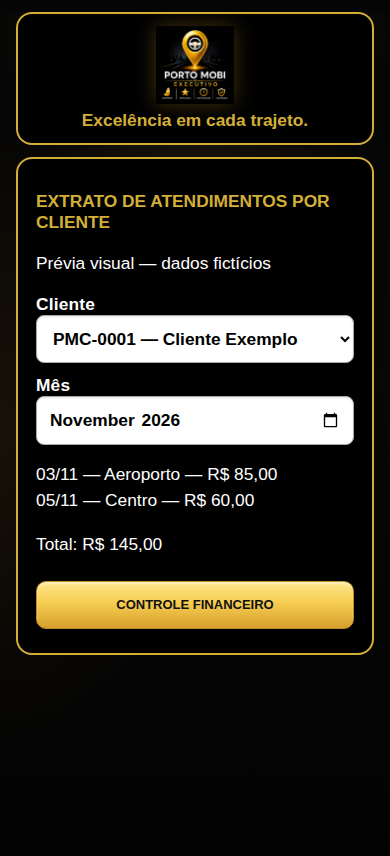 PORTO MOBI
EXECUTIVO
Excelência em cada trajeto.
EXTRATO DE ATENDIMENTOS POR
CLIENTE
Prévia visual — dados fictícios
Cliente
PMC-0001 — Cliente Exemplo
Mês
November 2026
03/11 — Aeroporto — R$ 85,00
05/11 — Centro — R$ 60,00
Total: R$ 145,00
CONTROLE FINANCEIRO